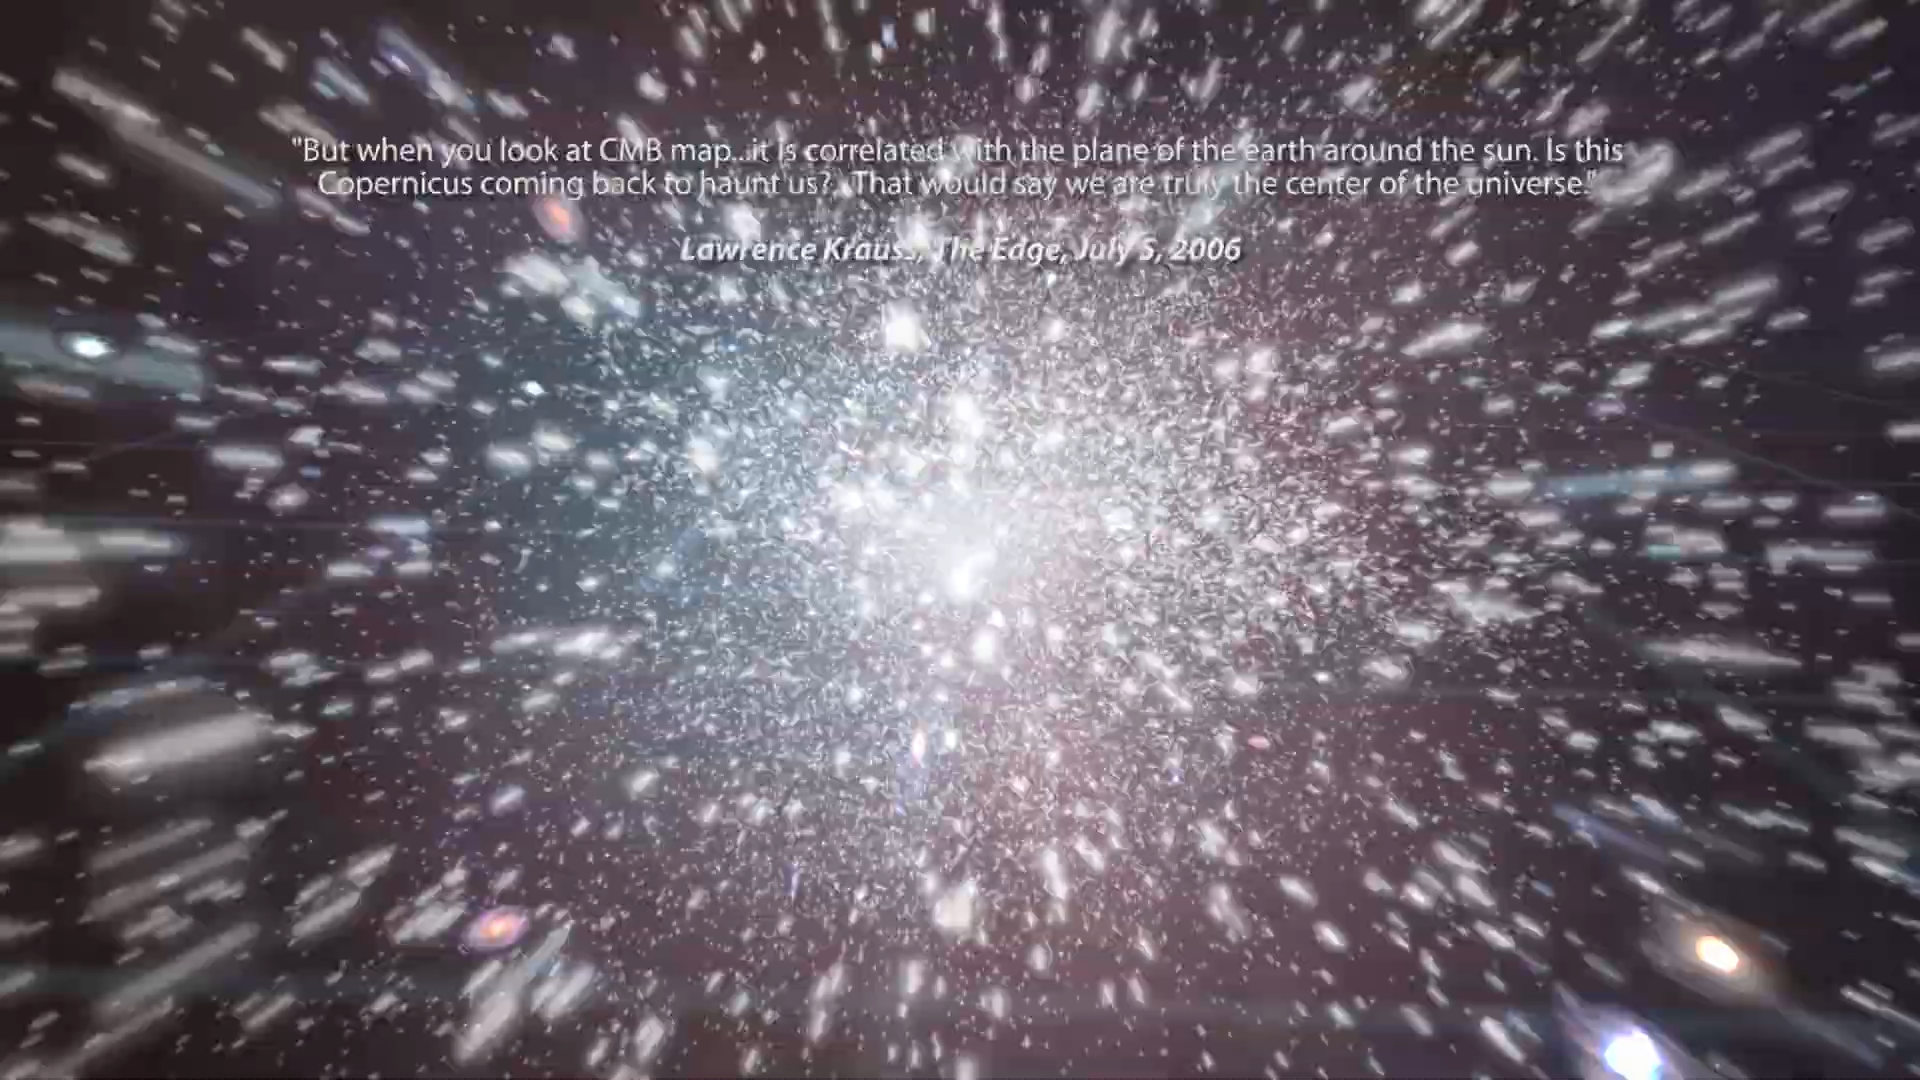 "But when you look at CMB map...it is correlated with the plane of the earth around the sun. Is this
Copernicus coming back to haunt us? That would say we are truly the center of the universe."
Lawrence Krauss, The Edge, July 5, 2006